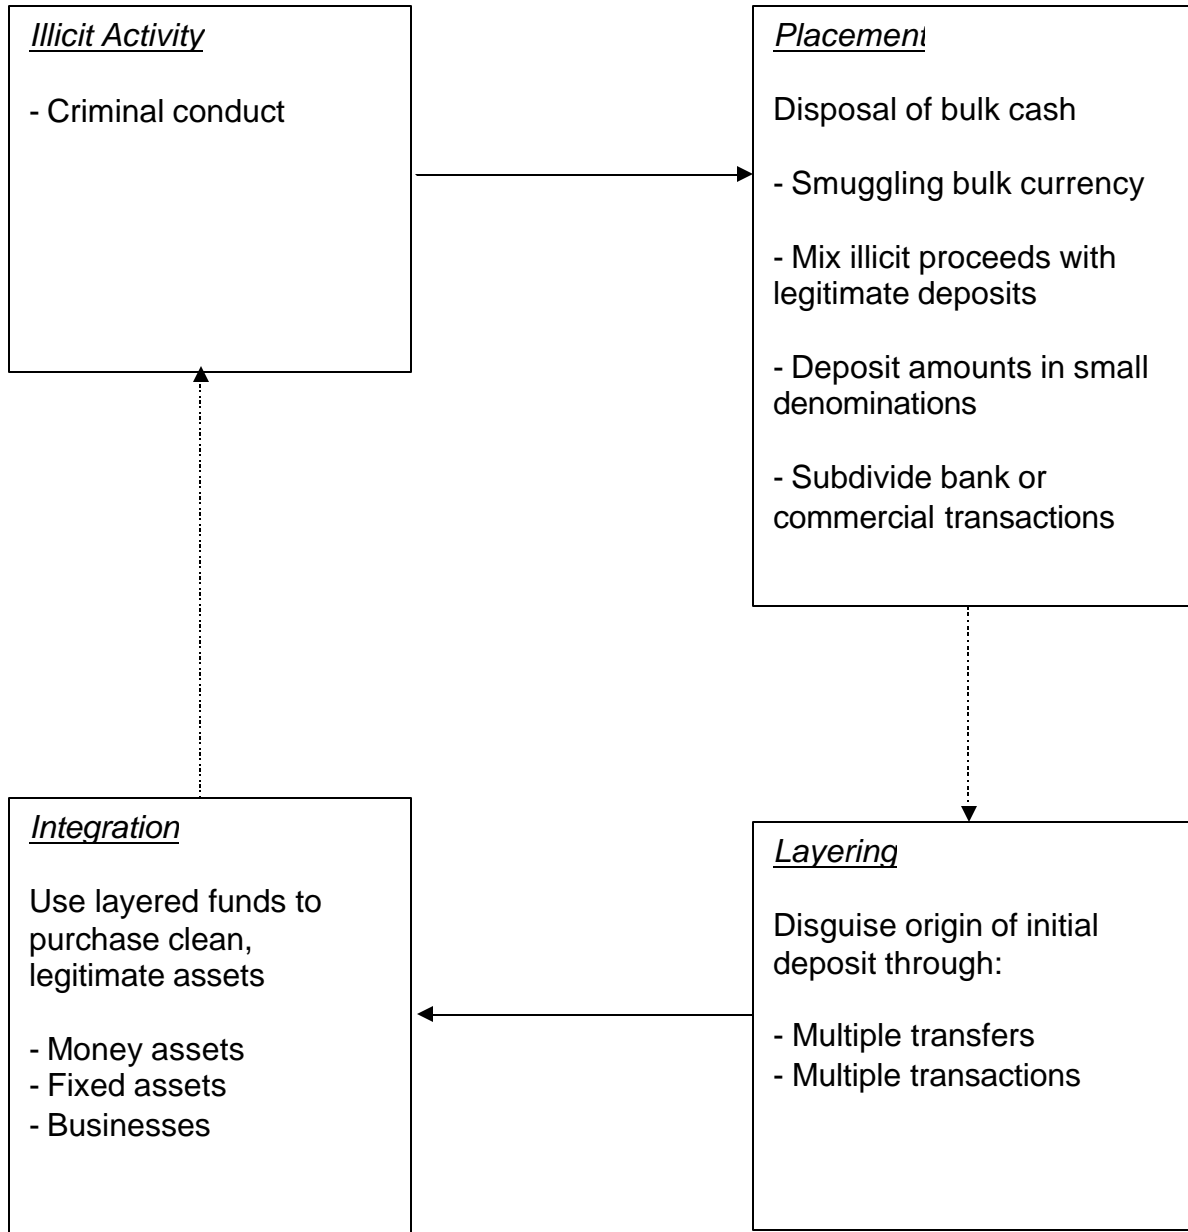 Illicit Activity
- Criminal conduct
Placement
Disposal of bulk cash
- Smuggling bulk currency
- Mix illicit proceeds with
legitimate deposits
- Deposit amounts in small
denominations
- Subdivide bank or
commercial transactions
Integration
Use layered funds to
purchase clean,
legitimate assets
- Money assets
- Fixed assets
- Businesses
Layering
Disguise origin of initial
deposit through:
- Multiple transfers
- Multiple transactions